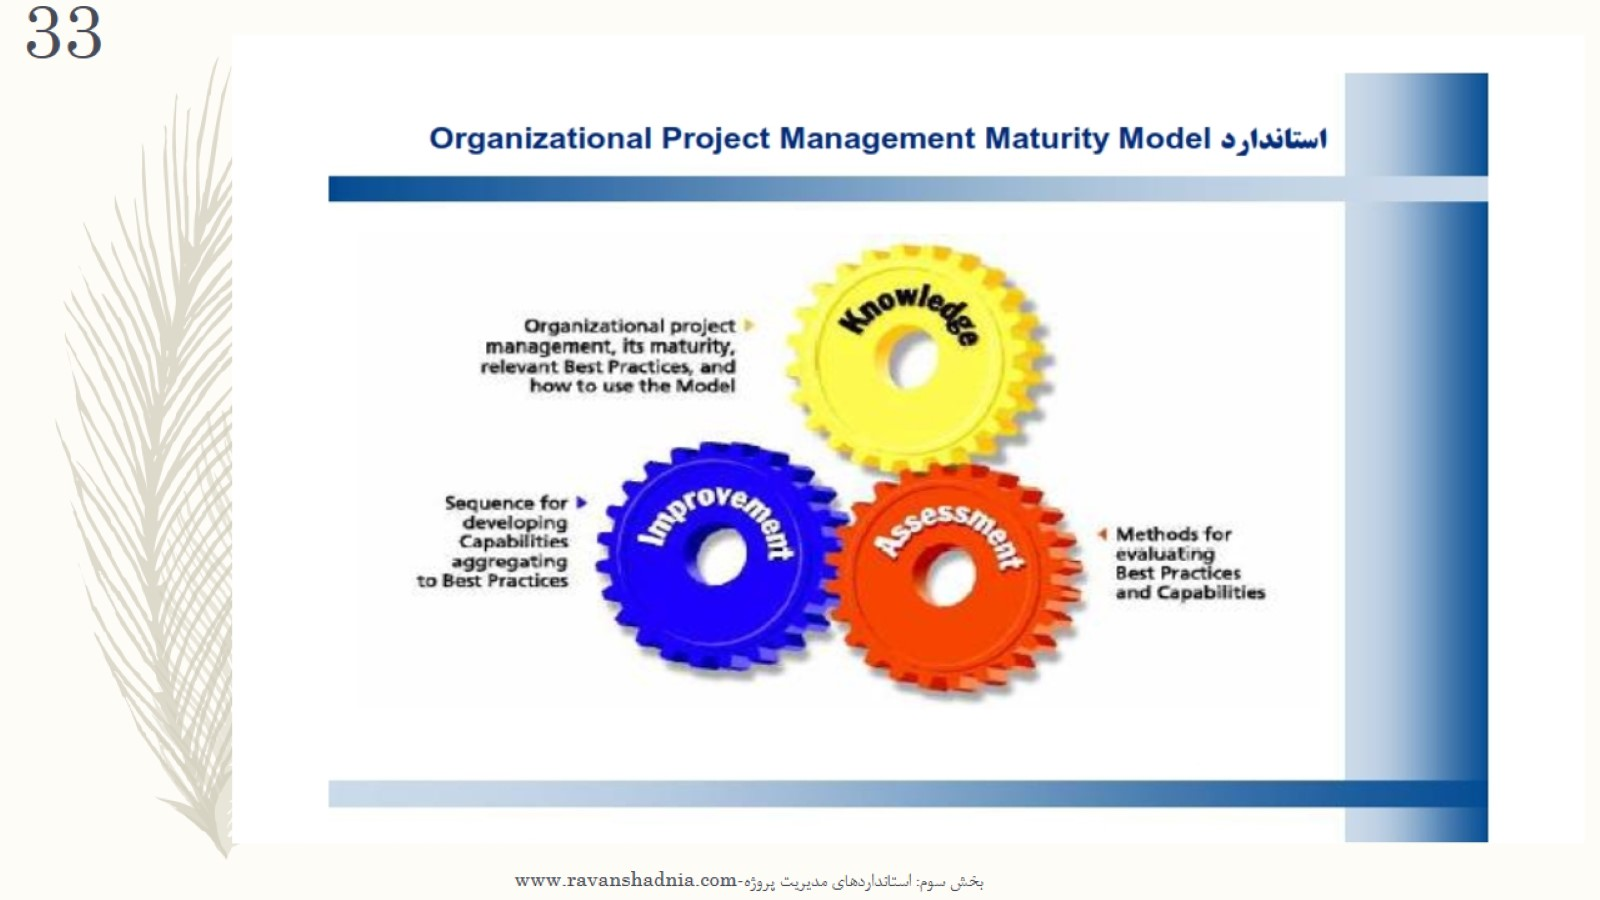 33
استاندارد Organizational Project Management Maturity Model
Knowledge
Organizational project
management, its maturity,
relevant Best Practices, and
how to use the Model
Improvement
Sequence for
developing
Capabilities
aggregating
to Best Practices
Assessment
Methods for
evaluating
Best Practices
and Capabilities
بخش سوم: استانداردهای مدیریت پروژه-www.ravanshadnia.com